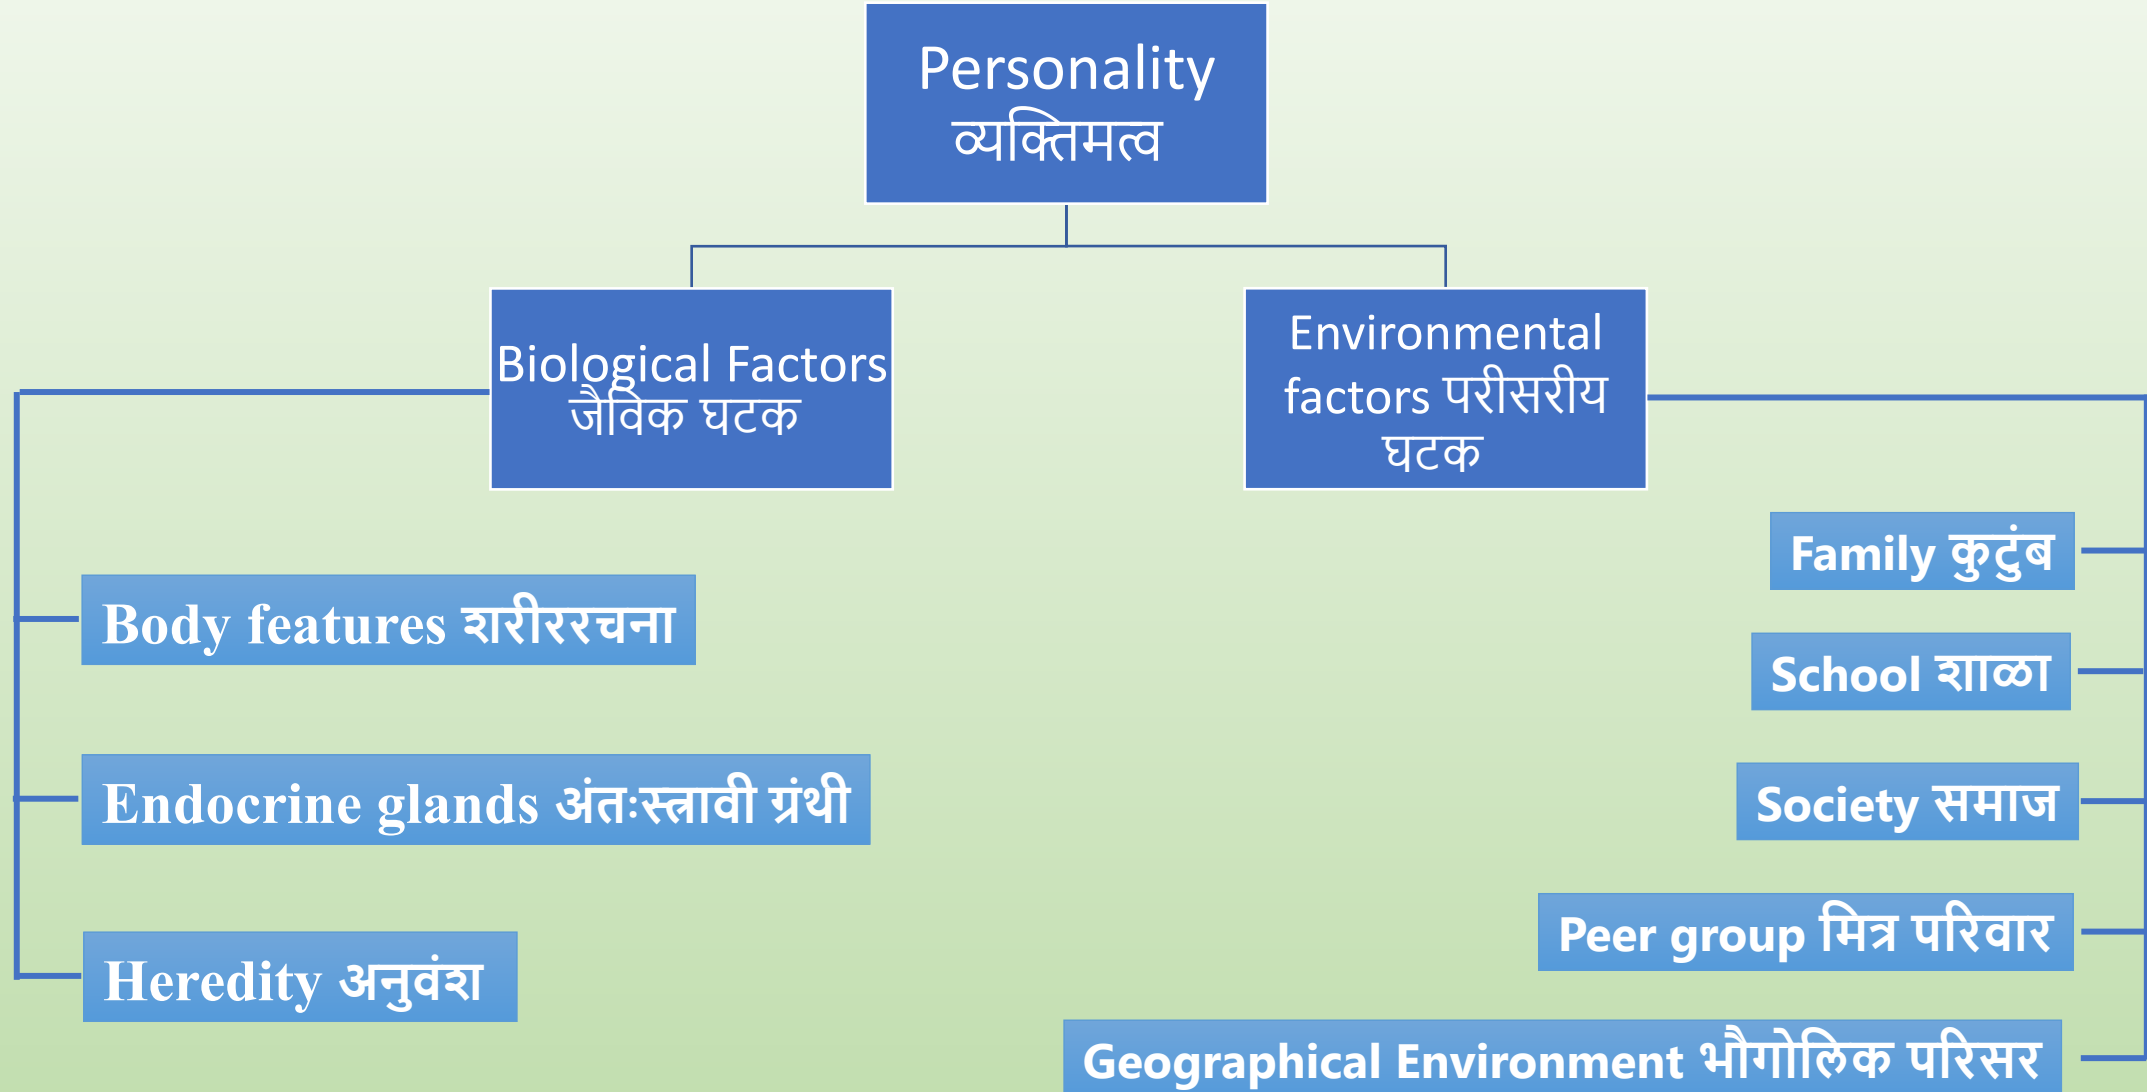 Personality
व्यक्तिमत्व
Biological Factors
जैविक घटक
Environmental
factors परीसरीय
घटक
Body features शरीररचना
Endocrine glands अंतःस्त्रावी ग्रंथी
Heredity अनुवंश
Family कुटुंब
School शाळा
Society समाज
Peer group मित्र परिवार
Geographical Environment भौगोलिक परिसर